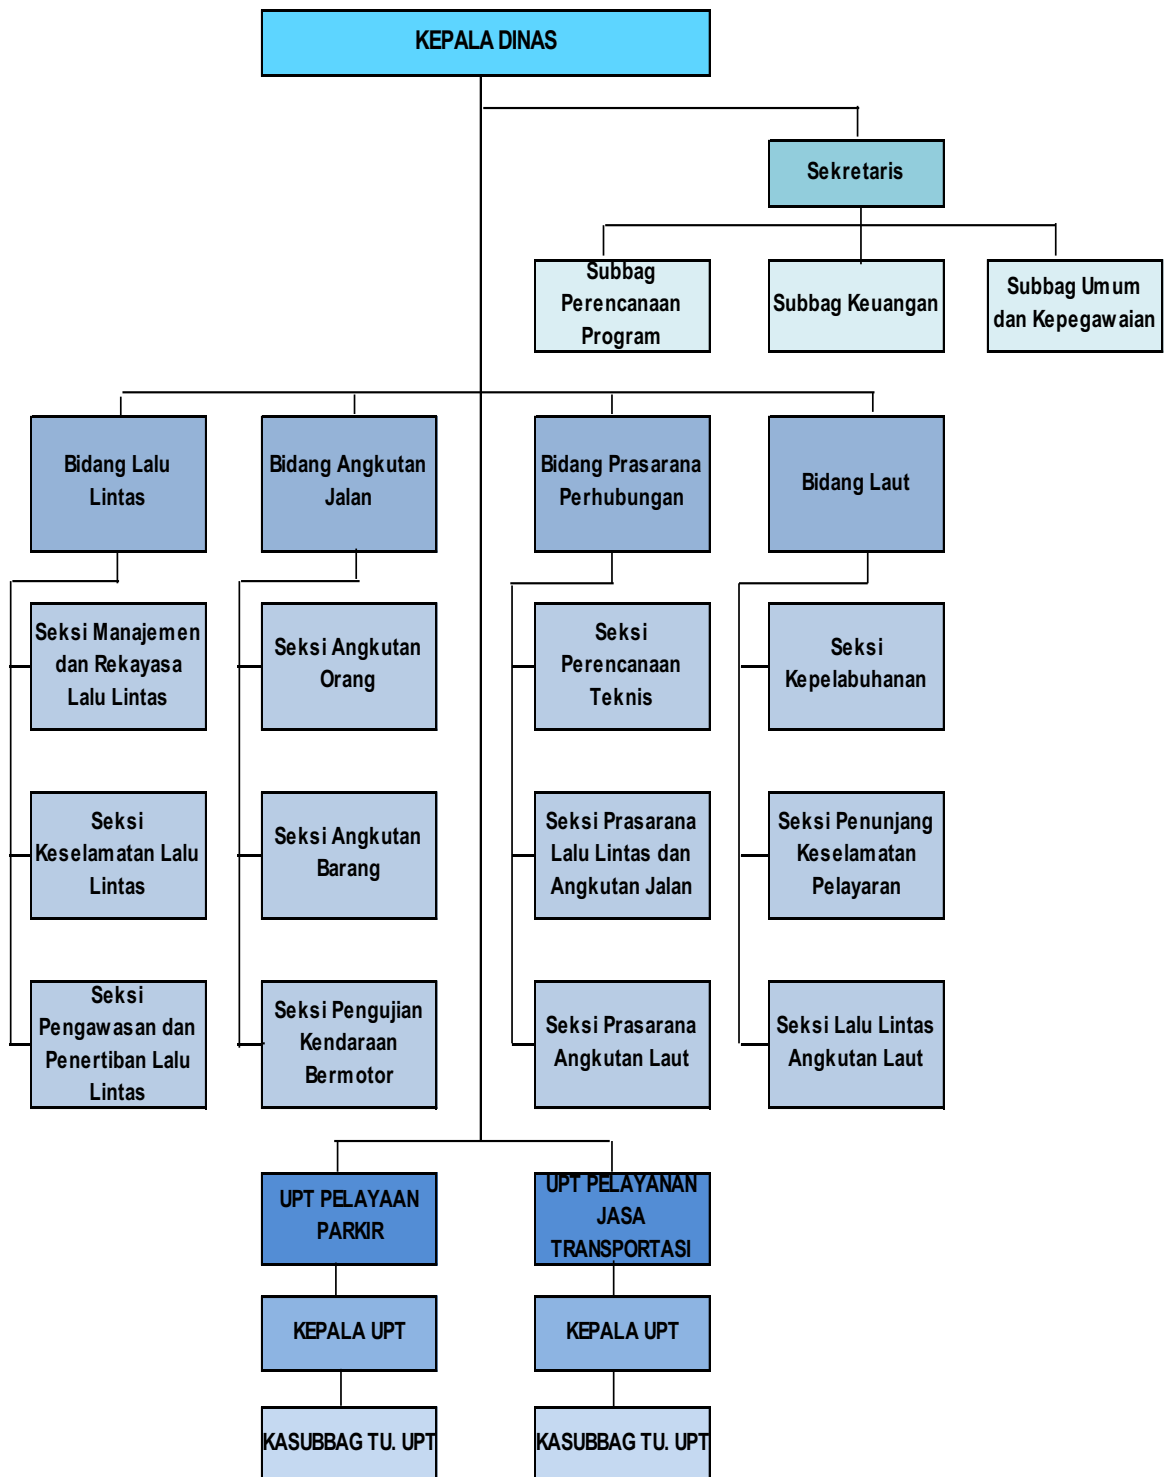 KEPALA DINAS
Sekretaris
Subbag
Perencanaan
Program
Subbag Keuangan
Subbag Umum
dan Kepegawaian
Bidang Lalu
Lintas
Bidang Angkutan
Jalan
Bidang Prasarana
Perhubungan
Bidang Laut
Seksi Manajemen
dan Rekayasa
Lalu Lintas
Seksi Angkutan
Orang
Seksi
Perencanaan
Teknis
Seksi
Kepelabuhanan
Seksi
Keselamatan Lalu
Lintas
Seksi Angkutan
Barang
Seksi Prasarana
Lalu Lintas dan
Angkutan Jalan
Seksi Penunjang
Keselamatan
Pelayaran
Seksi
Pengawasan dan
Penertiban Lalu
Lintas
Seksi Pengujian
Kendaraan
Bermotor
Seksi Prasarana
Angkutan Laut
Seksi Lalu Lintas
Angkutan Laut
UPT PELAYAAN
PARKIR
UPT PELAYANAN
JASA
TRANSPORTASI
KEPALA UPT
KEPALA UPT
KASUBBAG TU. UPT
KASUBBAG TU. UPT